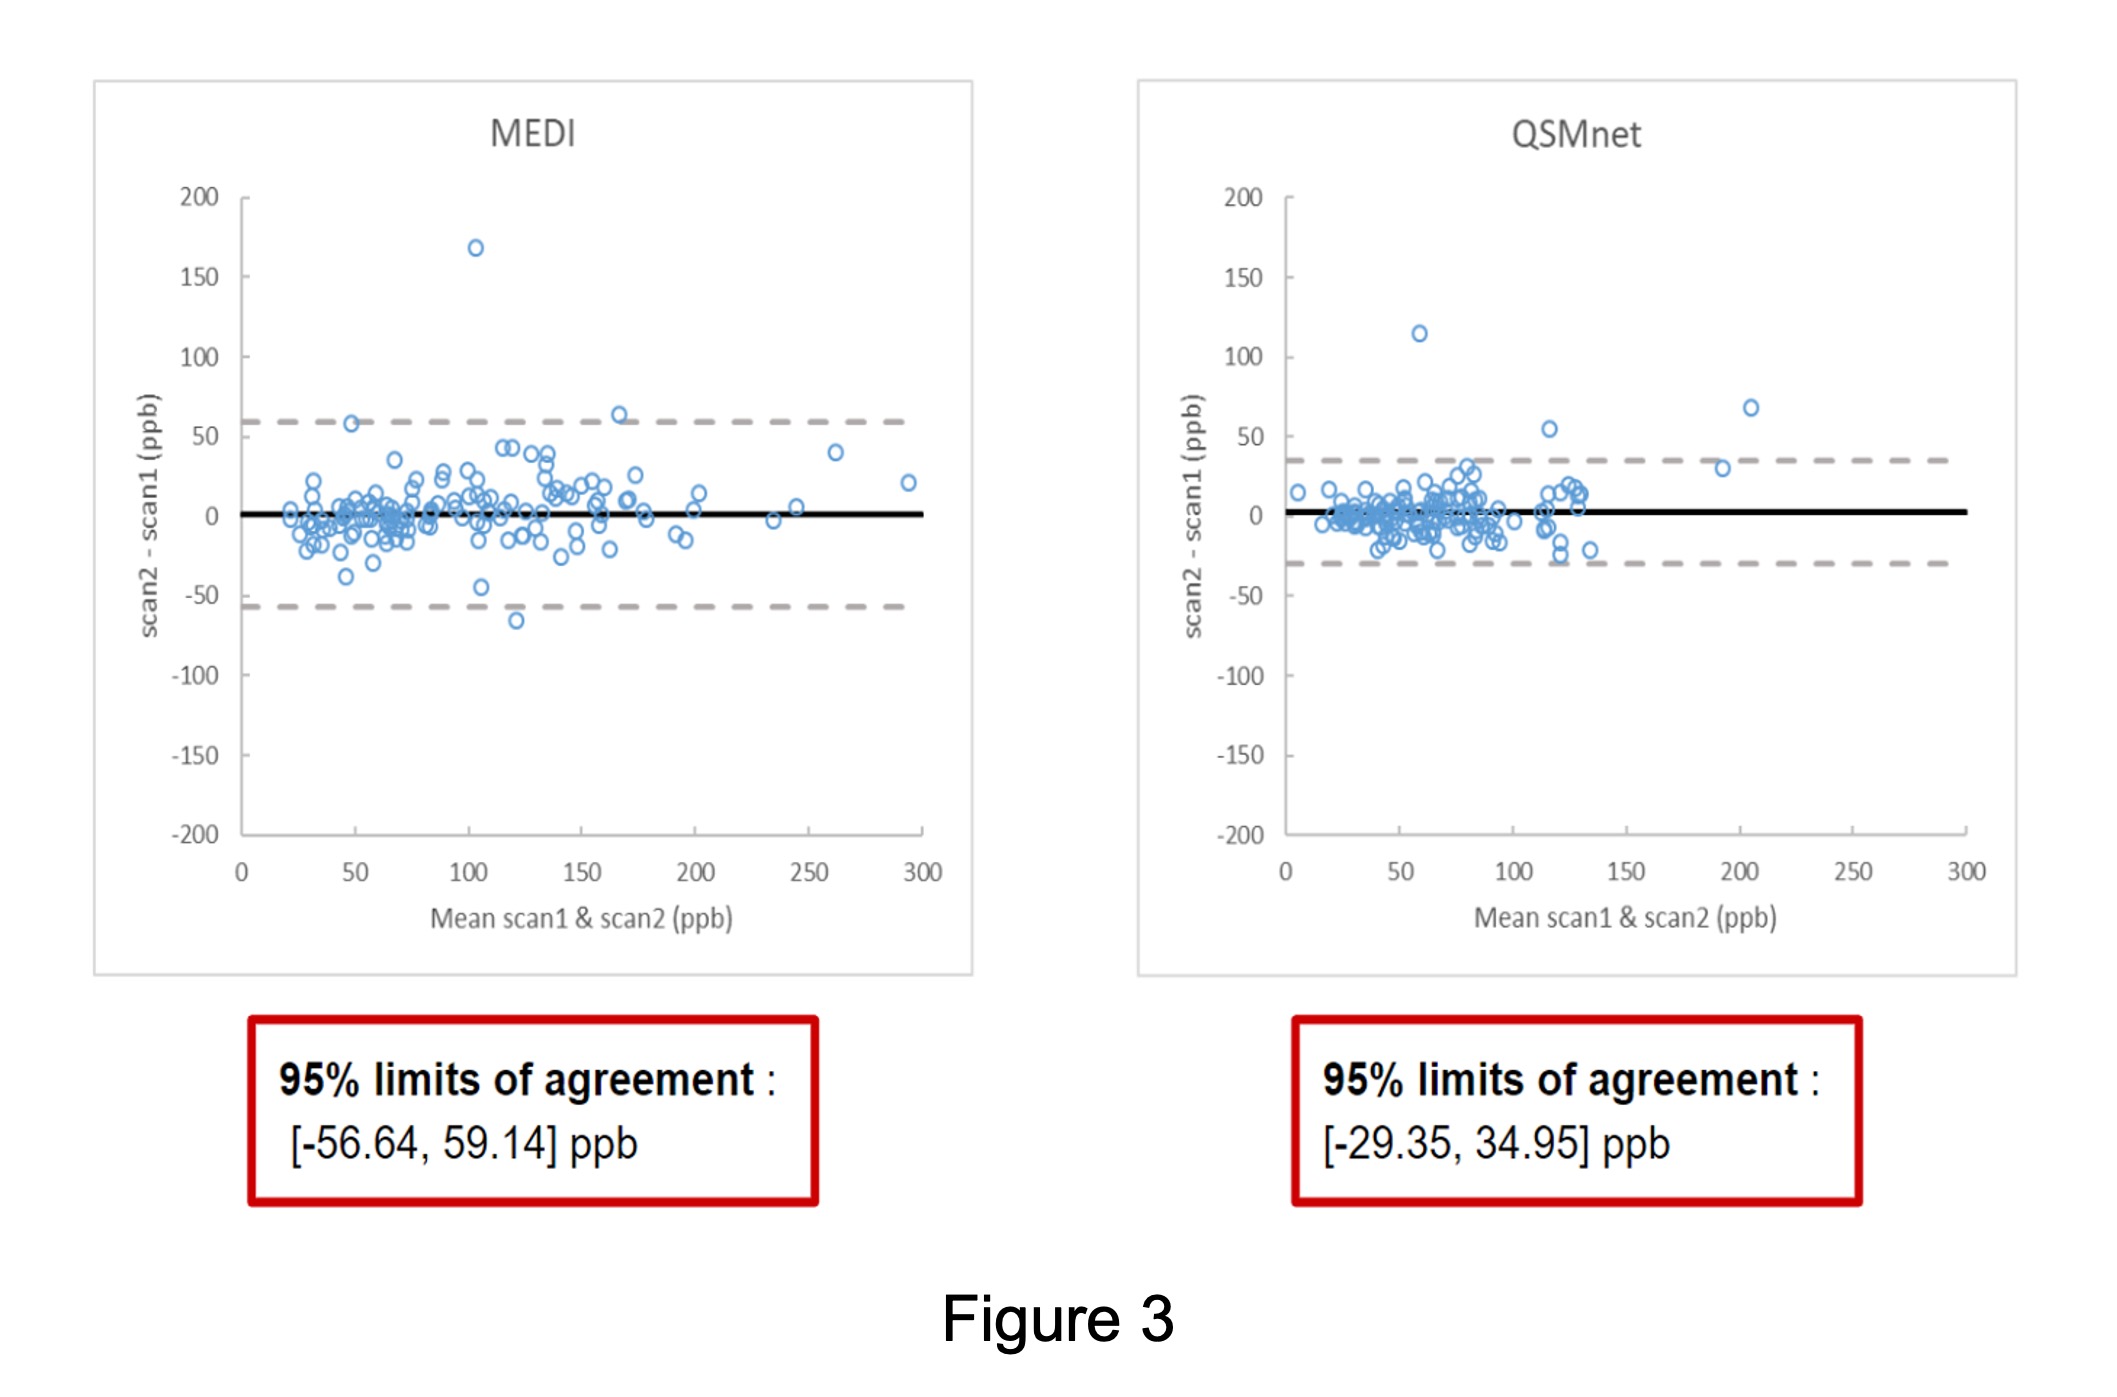 MEDI
200
150
100
50
0
-50
-100
-150
-200
scan2 - scan1 (ppb)
0 50 100 150 200 250 300
Mean scan1 & scan2 (ppb)
95% limits of agreement :
[-56.64, 59.14] ppb
QSMnet
200
150
100
50
0
-50
-100
-150
-200
scan2 - scan1 (ppb)
0 50 100 150 200 250 300
Mean scan1 & scan2 (ppb)
95% limits of agreement :
[-29.35, 34.95] ppb
Figure 3